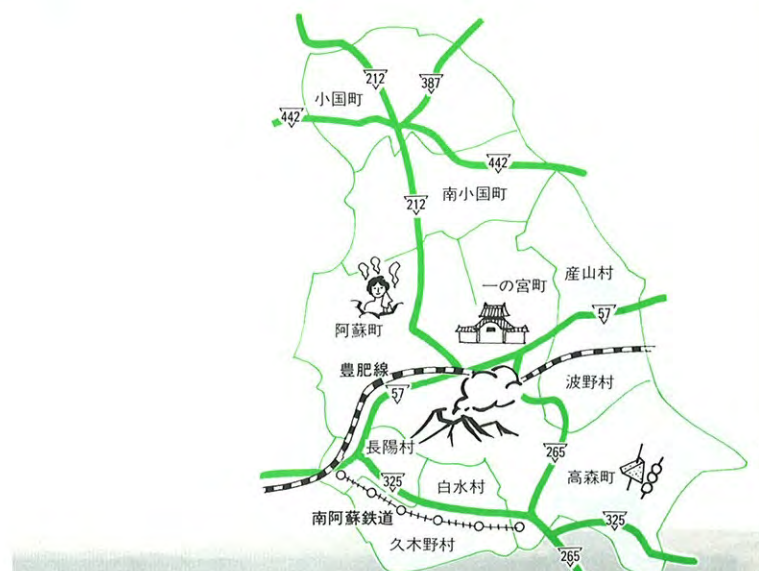 212
387
小国町
442
442
南小国町
212
産山村
一の宮町
57
阿蘇町
豊肥線
57
波野村
長陽村
265
高森町
325
白水村
南阿蘇鉄道
325
久木野村
265